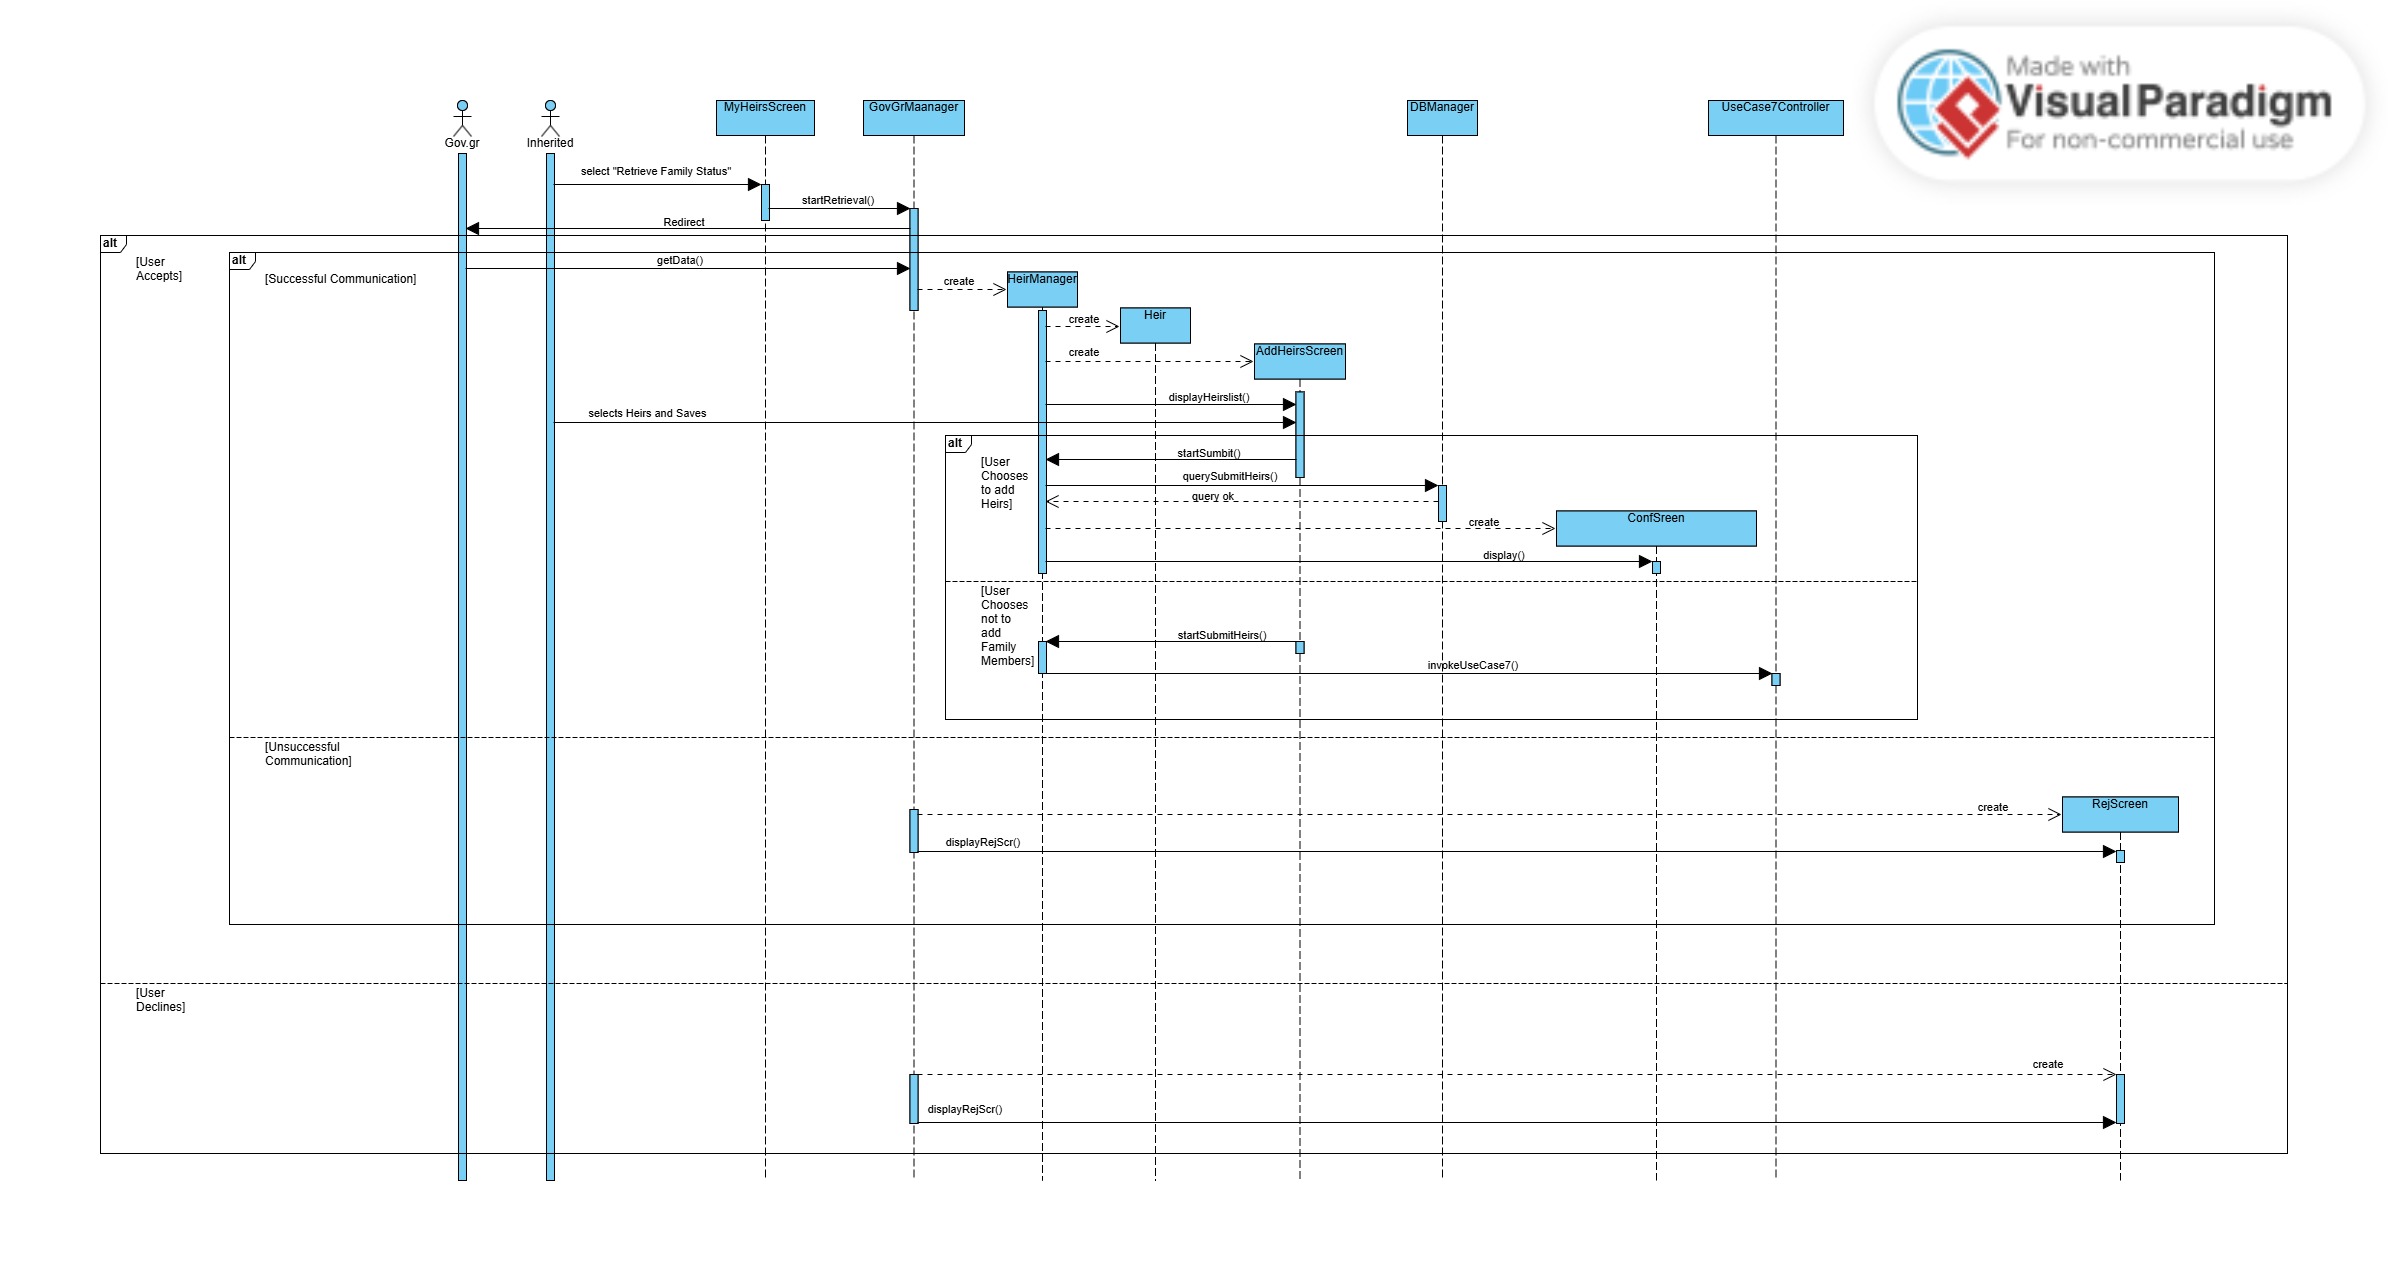 Made with
Visual Paradigm
For non-commercial use
MyHeirsScreen
GovGrMaanager
DBManager
UseCase7Controller
Gov.gr
Inherited
select "Retrieve Family Status"
startRetrieval()
Redirect
alt
[User
Accepts]
alt
[Successful Communication]
getData()
create
HeirManager
create
Heir
create
AddHeirsScreen
displayHeirslist()
selects Heirs and Saves
alt
[User
Chooses
to add
Heirs]
startSumbit()
querySubmitHeirs()
query ok
create
ConfSreen
display()
[User
Chooses
not to
add
Family
Members]
startSubmitHeirs()
invokeUseCase7()
[Unsuccessful
Communication]
create
RejScreen
displayRejScr()
[User
Declines]
create
displayRejScr()